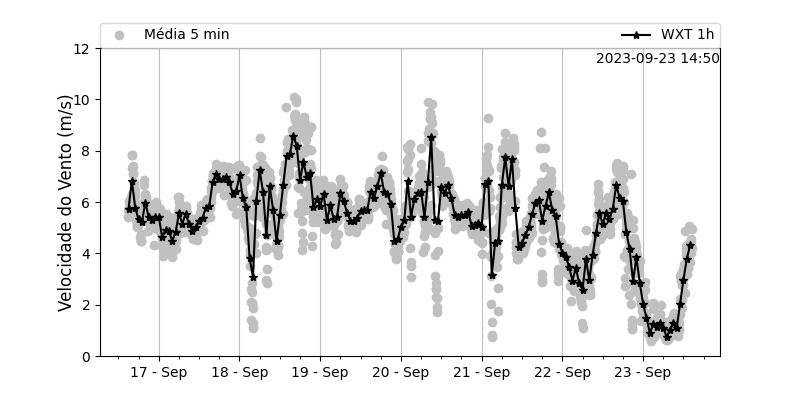 Média 5 min
WXT 1h
2023-09-23 14:50
Velocidade do Vento (m/s)
12
10
8
6
4
2
0
17 - Sep
18 - Sep
19 - Sep
20 - Sep
21 - Sep
22 - Sep
23 - Sep